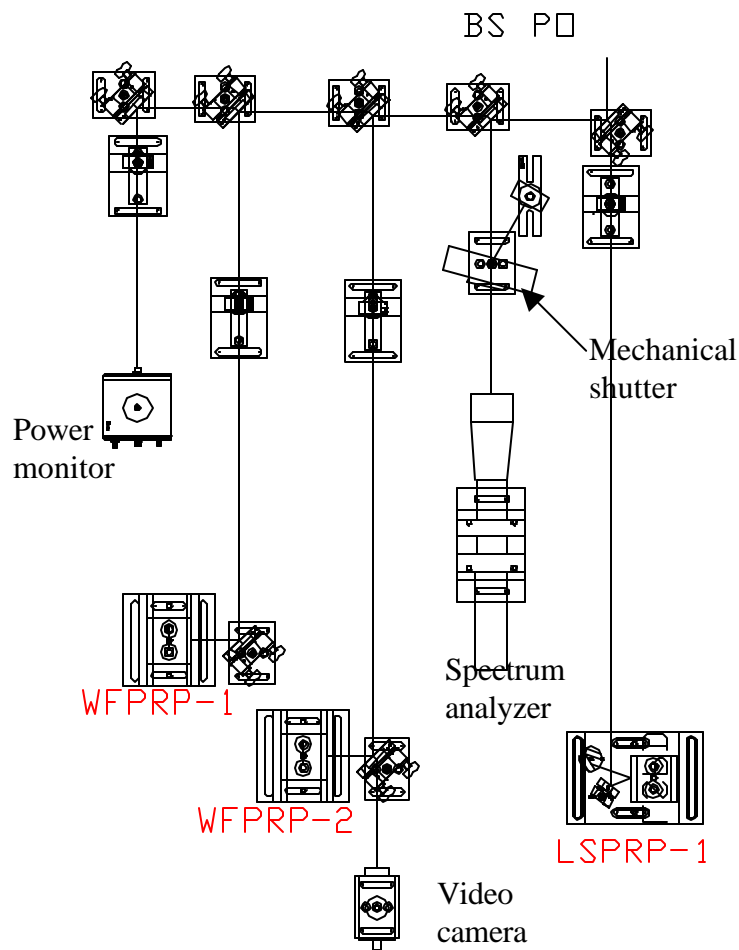 BS PO
Mechanical
shutter
Power
monitor
Spectrum
analyzer
WFPRP-1
WFPRP-2
LSPRP-1
Video
camera